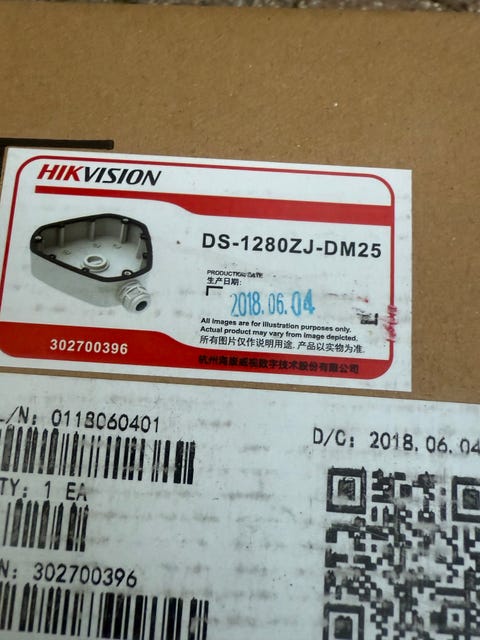 HIKVISION
DS-1280ZJ-DM25
PRODUCTION DATE
生产日期:
2018.06.04
All images are for illustration purposes only.
Actual product may vary from image depicted.
所有图片仅作说明用途, 产品以实物为准.
302700396
杭州海康威视数字技术股份有限公司
L/N: 0118060401
D/C: 2018.06.04
TY: 1 EA
N: 302700396